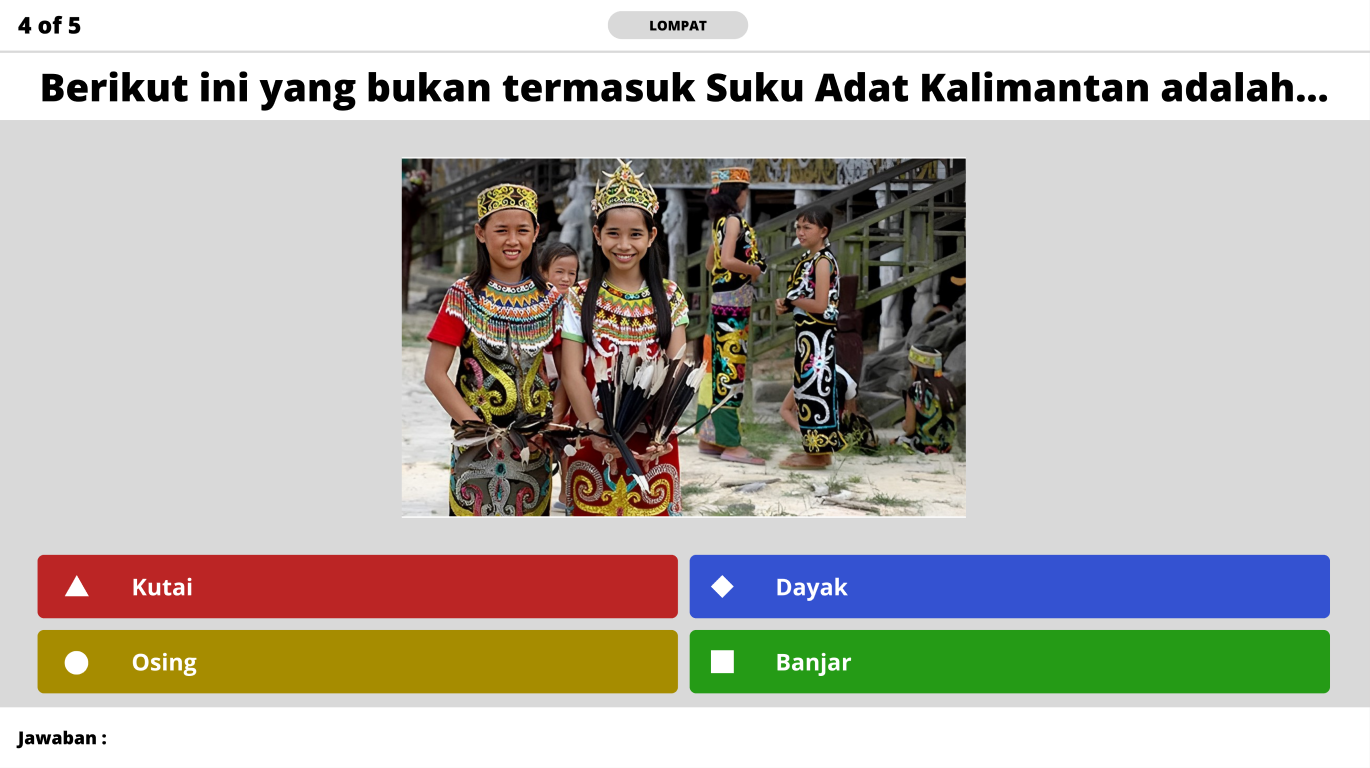 4 of 5
LOMPAT
Berikut ini yang bukan termasuk Suku Adat Kalimantan adalah...
Kutai
Dayak
Osing
Banjar
Jawaban :